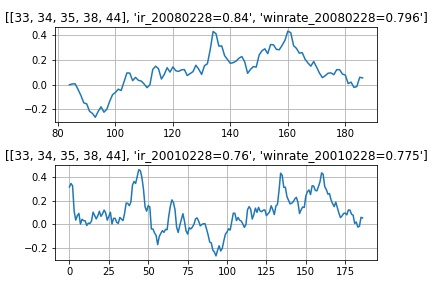 [[33, 34, 35, 38, 44], 'ir_20080228=0.84', 'winrate_20080228=0.796']
0.4
0.2
0.0
−0.2
80 100 120 140 160 180
[[33, 34, 35, 38, 44], 'ir_20010228=0.76', 'winrate_20010228=0.775']
0.4
0.2
0.0
−0.2
0 25 50 75 100 125 150 175